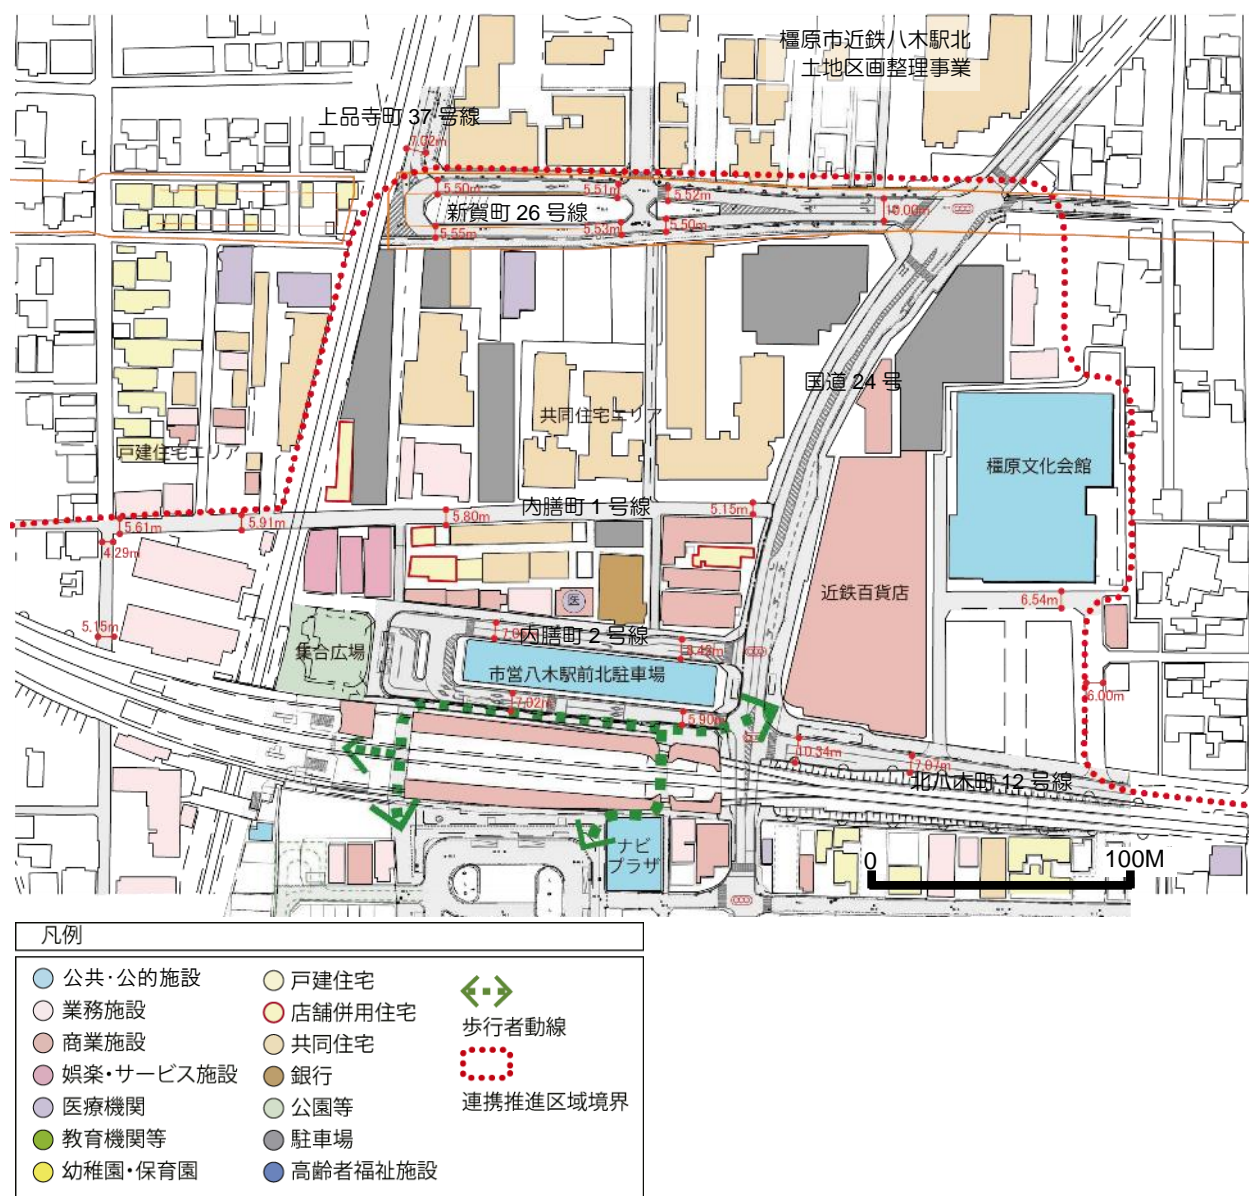 橿原市近鉄八木駅北
土地区画整理事業
上品寺町 37 号線
7.02m
5.50m
5.51m
5.52m
新賀町 26 号線
10.00m
5.55m
5.53m
5.50m
国道 24 号
共同住宅エリア
戸建住宅エリア
橿原文化会館
内膳町 1 号線
5.61m
5.91m
5.80m
5.15m
4.29m
近鉄百貨店
医
6.54m
5.15m
内膳町 2 号線
集合広場
市営八木駅前北駐車場
6.00m
7.02m
5.90m
10.34m
7.07m
北八木町 12 号線
ナビ
プラザ
0
100M
凡例
公共・公的施設
業務施設
商業施設
娯楽・サービス施設
医療機関
教育機関等
幼稚園・保育園
戸建住宅
店舗併用住宅
共同住宅
銀行
公園等
駐車場
高齢者福祉施設
歩行者動線
連携推進区域境界